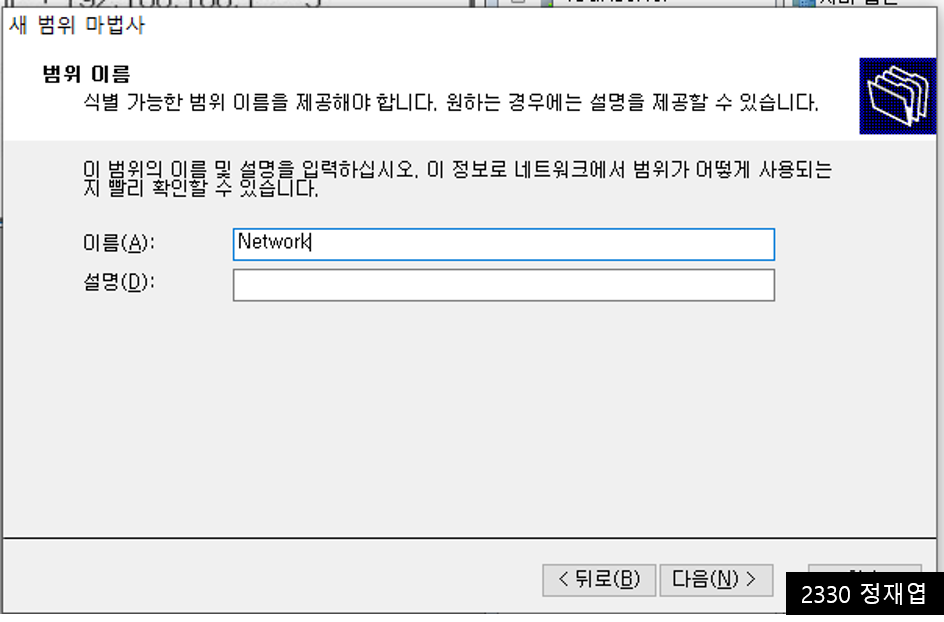 새 범위 마법사
범위 이름
식별 가능한 범위 이름을 제공해야 합니다. 원하는 경우에는 설명을 제공할 수 있습니다.
이 범위의 이름 및 설명을 입력하십시오. 이 정보로 네트워크에서 범위가 어떻게 사용되는
지 빨리 확인할 수 있습니다.
이름(A):
Network
설명(D):
< 뒤로(B)
다음(N) >
2330 정재엽